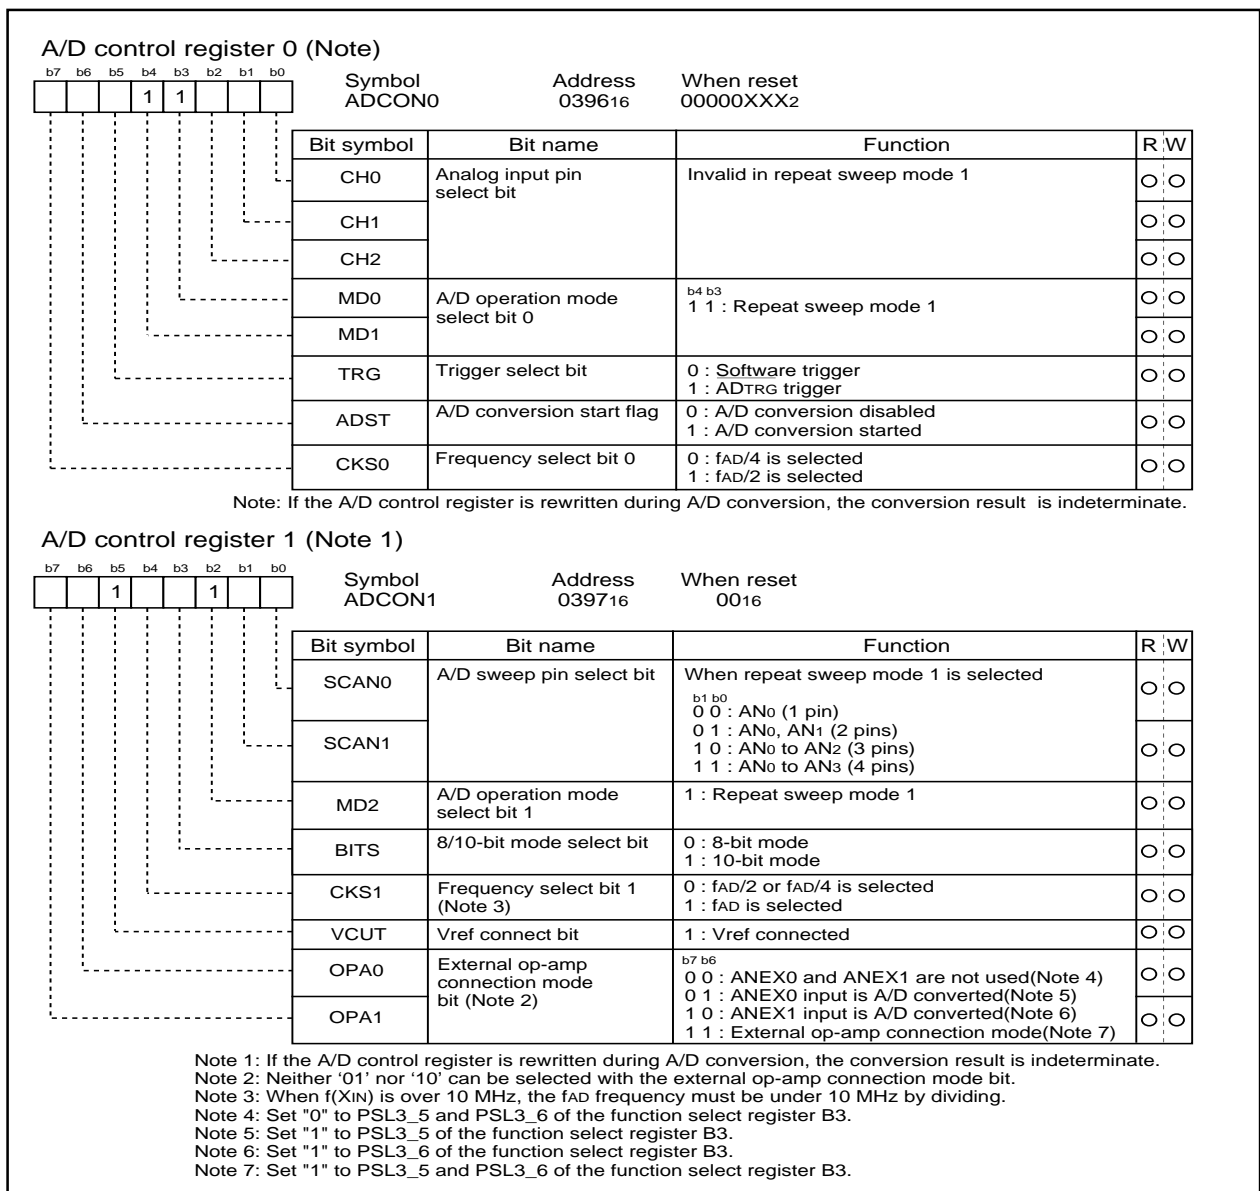 A/D control register 0 (Note)
b7 b6 b5 b4 b3 b2 b1 b0
1 1
Symbol Address When reset
ADCON0 039616 00000XXX2
Bit symbol Bit name Function R W
CH0 Analog input pin Invalid in repeat sweep mode 1
select bit
CH1
CH2
MD0 A/D operation mode b4 b3
select bit 0 1 1 : Repeat sweep mode 1
MD1
TRG Trigger select bit 0 : Software trigger
1 : ADTRG trigger
ADST A/D conversion start flag 0 : A/D conversion disabled
1 : A/D conversion started
CKS0 Frequency select bit 0 0 : fAD/4 is selected
1 : fAD/2 is selected
Note: If the A/D control register is rewritten during A/D conversion, the conversion result is indeterminate.
A/D control register 1 (Note 1)
b7 b6 b5 b4 b3 b2 b1 b0
1 1
Symbol Address When reset
ADCON1 039716 0016
Bit symbol Bit name Function R W
SCAN0 A/D sweep pin select bit When repeat sweep mode 1 is selected
b1 b0
0 0 : AN0 (1 pin)
0 1 : AN0, AN1 (2 pins)
SCAN1 1 0 : AN0 to AN2 (3 pins)
1 1 : AN0 to AN3 (4 pins)
MD2 A/D operation mode 1 : Repeat sweep mode 1
select bit 1
BITS 8/10-bit mode select bit 0 : 8-bit mode
1 : 10-bit mode
CKS1 Frequency select bit 1 0 : fAD/2 or fAD/4 is selected
(Note 3) 1 : fAD is selected
VCUT Vref connect bit 1 : Vref connected
OPA0 External op-amp b7 b6
connection mode 0 0 : ANEX0 and ANEX1 are not used(Note 4)
bit (Note 2) 0 1 : ANEX0 input is A/D converted(Note 5)
OPA1 1 0 : ANEX1 input is A/D converted(Note 6)
1 1 : External op-amp connection mode(Note 7)
Note 1: If the A/D control register is rewritten during A/D conversion, the conversion result is indeterminate.
Note 2: Neither ‘01’ nor ‘10’ can be selected with the external op-amp connection mode bit.
Note 3: When f(XIN) is over 10 MHz, the fAD frequency must be under 10 MHz by dividing.
Note 4: Set "0" to PSL3_5 and PSL3_6 of the function select register B3.
Note 5: Set "1" to PSL3_5 of the function select register B3.
Note 6: Set "1" to PSL3_6 of the function select register B3.
Note 7: Set "1" to PSL3_5 and PSL3_6 of the function select register B3.